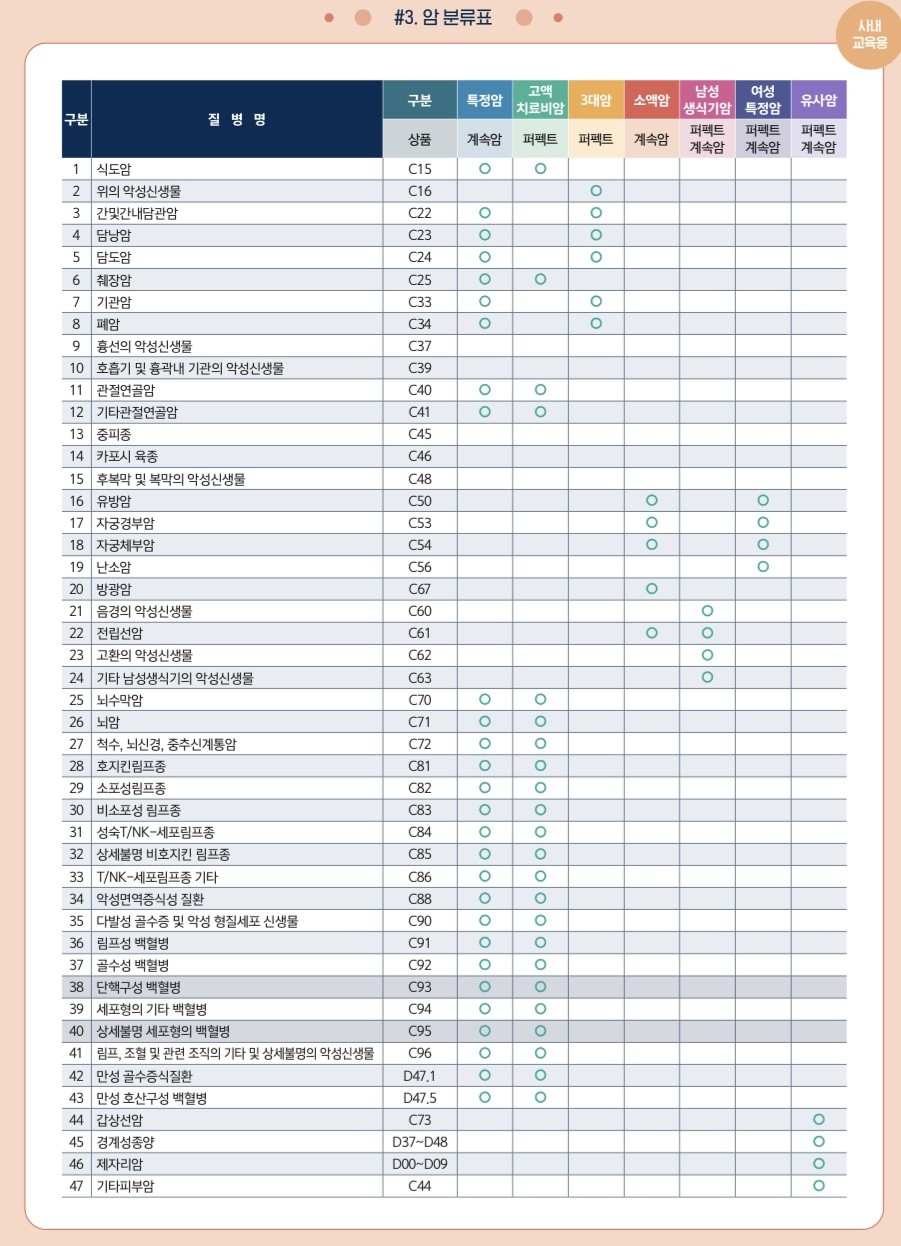 #3. 암 분류표
사내
교육용
구분 질 병 명 구분 특정암 고액 치료비암 3대암 소액암 남성 생식기암 여성 특정암 유사암
상품 계속암 퍼펙트 퍼펙트 계속암 퍼펙트 계속암 퍼펙트 계속암 퍼펙트 계속암
1 식도암 C15 O O
2 위의 악성신생물 C16 O
3 간및간내담관암 C22 O O
4 담낭암 C23 O O
5 담도암 C24 O O
6 췌장암 C25 O O
7 기관암 C33 O O
8 폐암 C34 O O
9 흉선의 악성신생물 C37
10 호흡기 및 흉곽내 기관의 악성신생물 C39
11 관절연골암 C40 O O
12 기타관절연골암 C41 O O
13 중피종 C45
14 카포시 육종 C46
15 후복막 및 복막의 악성신생물 C48
16 유방암 C50 O O
17 자궁경부암 C53 O O
18 자궁체부암 C54 O O
19 난소암 C56 O
20 방광암 C67 O
21 음경의 악성신생물 C60 O
22 전립선암 C61 O O
23 고환의 악성신생물 C62 O
24 기타 남성생식기의 악성신생물 C63 O
25 뇌수막암 C70 O O
26 뇌암 C71 O O
27 척수, 뇌신경, 중추신계통암 C72 O O
28 호지킨림프종 C81 O O
29 소포성림프종 C82 O O
30 비소포성 림프종 C83 O O
31 성숙T/NK-세포림프종 C84 O O
32 상세불명 비호지킨 림프종 C85 O O
33 T/NK-세포림프종 기타 C86 O O
34 악성면역증식성 질환 C88 O O
35 다발성 골수증 및 악성 형질세포 신생물 C90 O O
36 림프성 백혈병 C91 O O
37 골수성 백혈병 C92 O O
38 단핵구성 백혈병 C93 O O
39 세포형의 기타 백혈병 C94 O O
40 상세불명 세포형의 백혈병 C95 O O
41 림프, 조혈 및 관련 조직의 기타 및 상세불명의 악성신생물 C96 O O
42 만성 골수증식질환 D47.1 O O
43 만성 호산구성 백혈병 D47.5 O O
44 갑상선암 C73 O
45 경계성종양 D37~D48 O
46 제자리암 D00~D09 O
47 기타피부암 C44 O